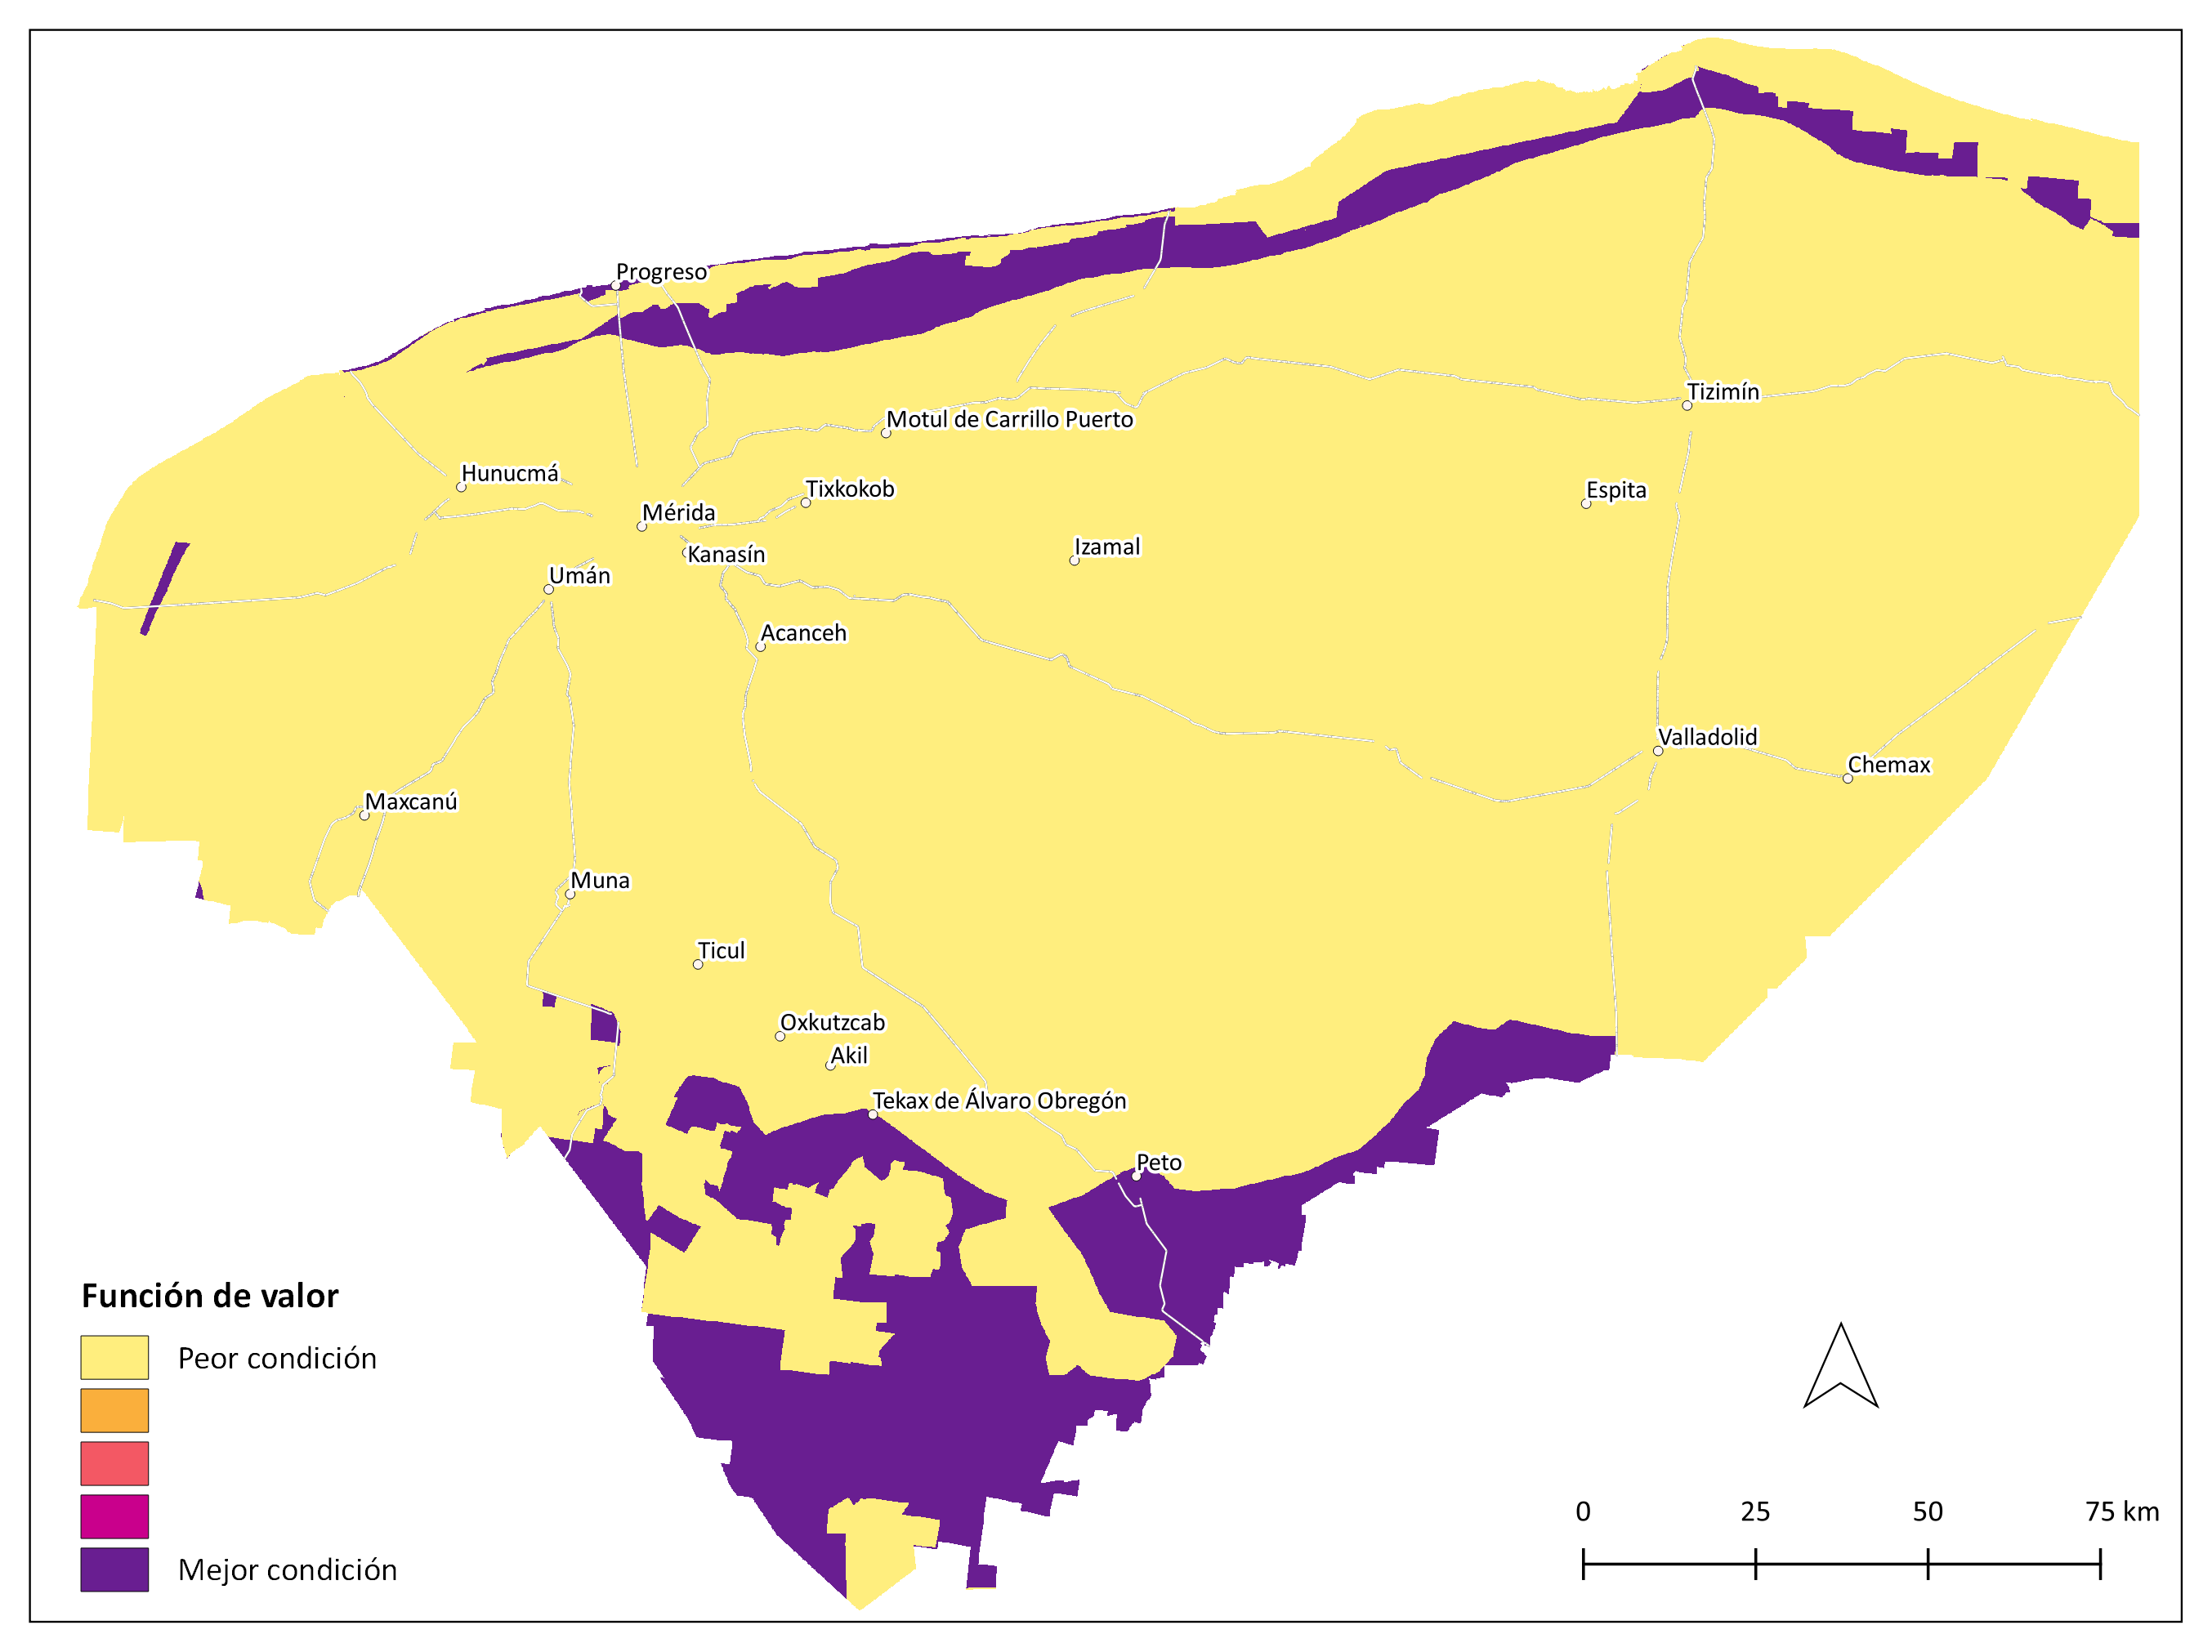 Progreso
Tizimín
Motul de Carrillo Puerto
Hunucmá
Tixkokob
Espita
Mérida
Kanasín
Izamal
Umán
Acanceh
Valladolid
Chemax
Maxcanú
Muna
Ticul
Oxkutzcab
Akil
Tekax de Álvaro Obregón
Peto
Función de valor
Peor condición
Mejor condición
0 25 50 75 km